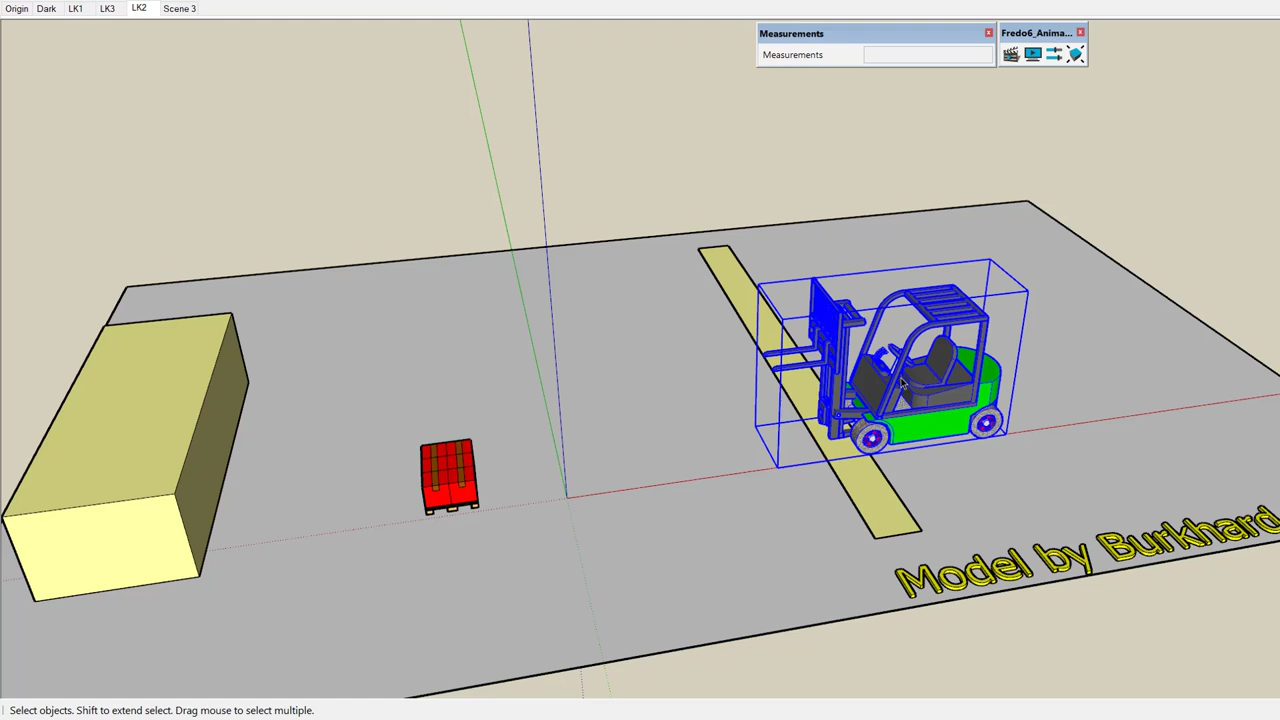 Origin Dark LK1 LK3 LK2 Scene 3
Measurements
Fredo6_Anima...
Measurements
Model by Burkhard
Select objects. Shift to extend select. Drag mouse to select multiple.